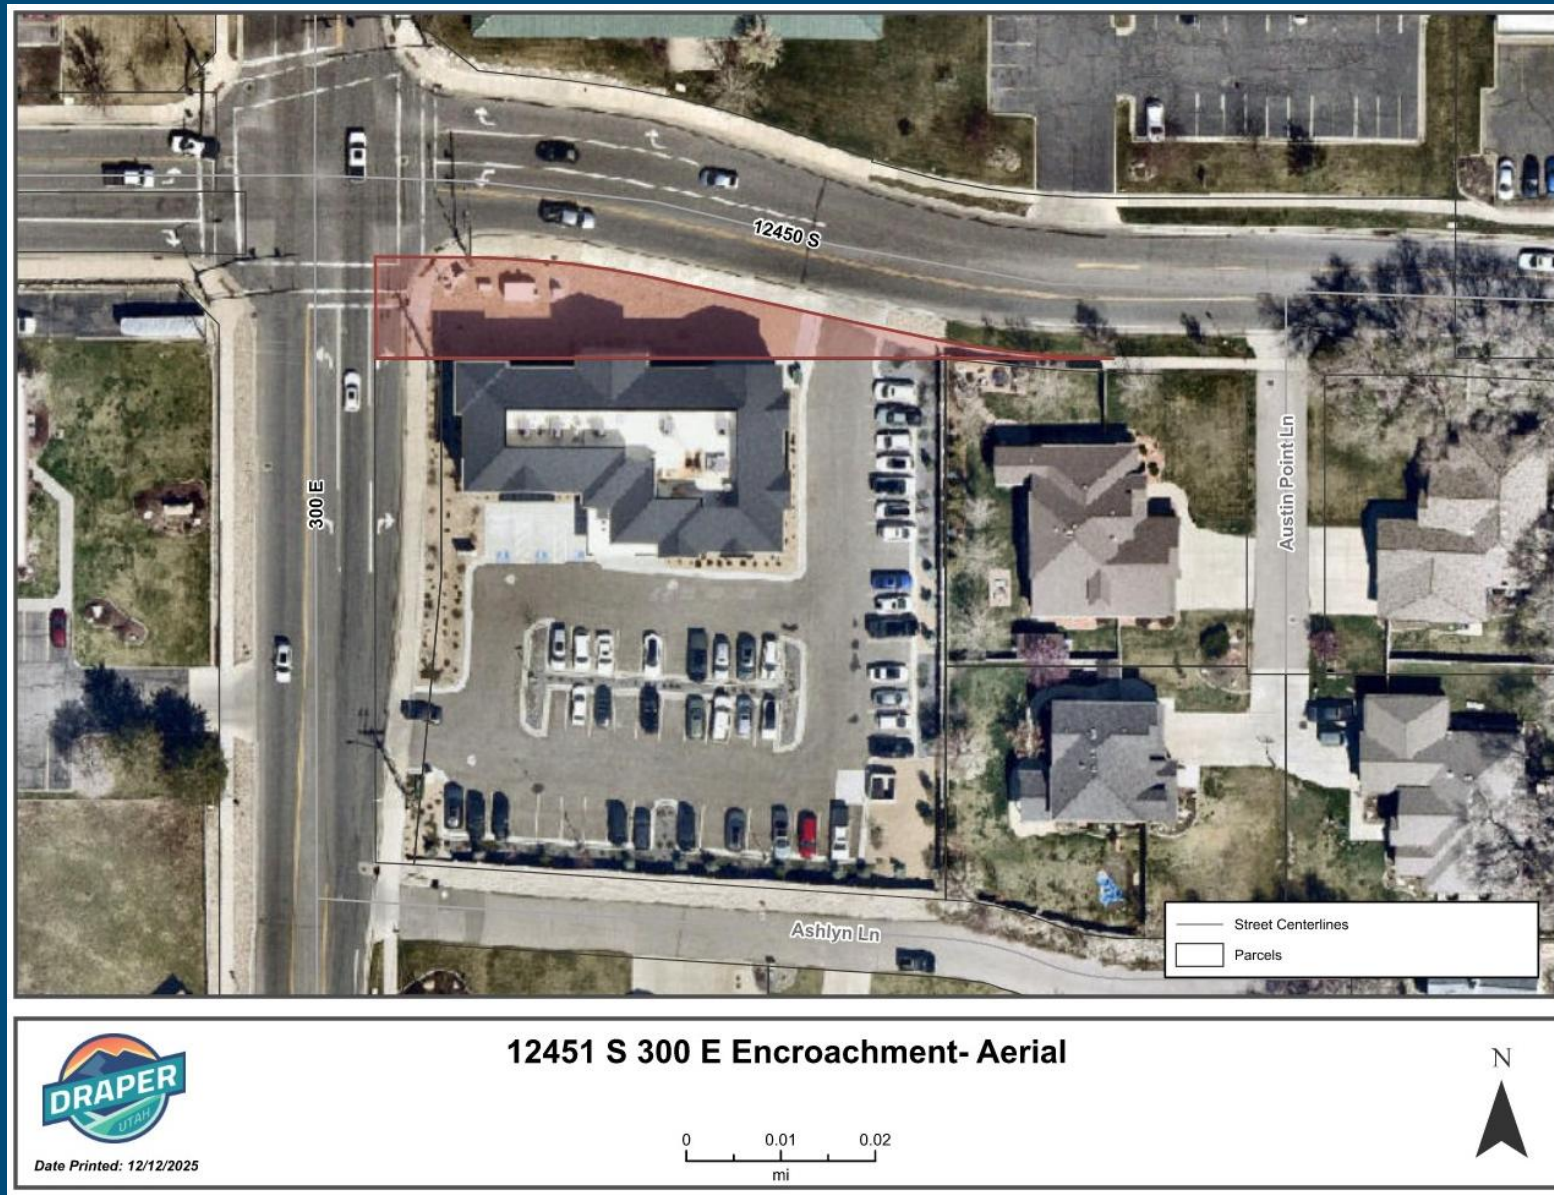 12450 S
300 E
Austin Point Ln
Ashlyn Ln
Street Centerlines
Parcels
12451 S 300 E Encroachment- Aerial
DRAPER
UTAH
Date Printed: 12/12/2025
0 0.01 0.02
mi
N